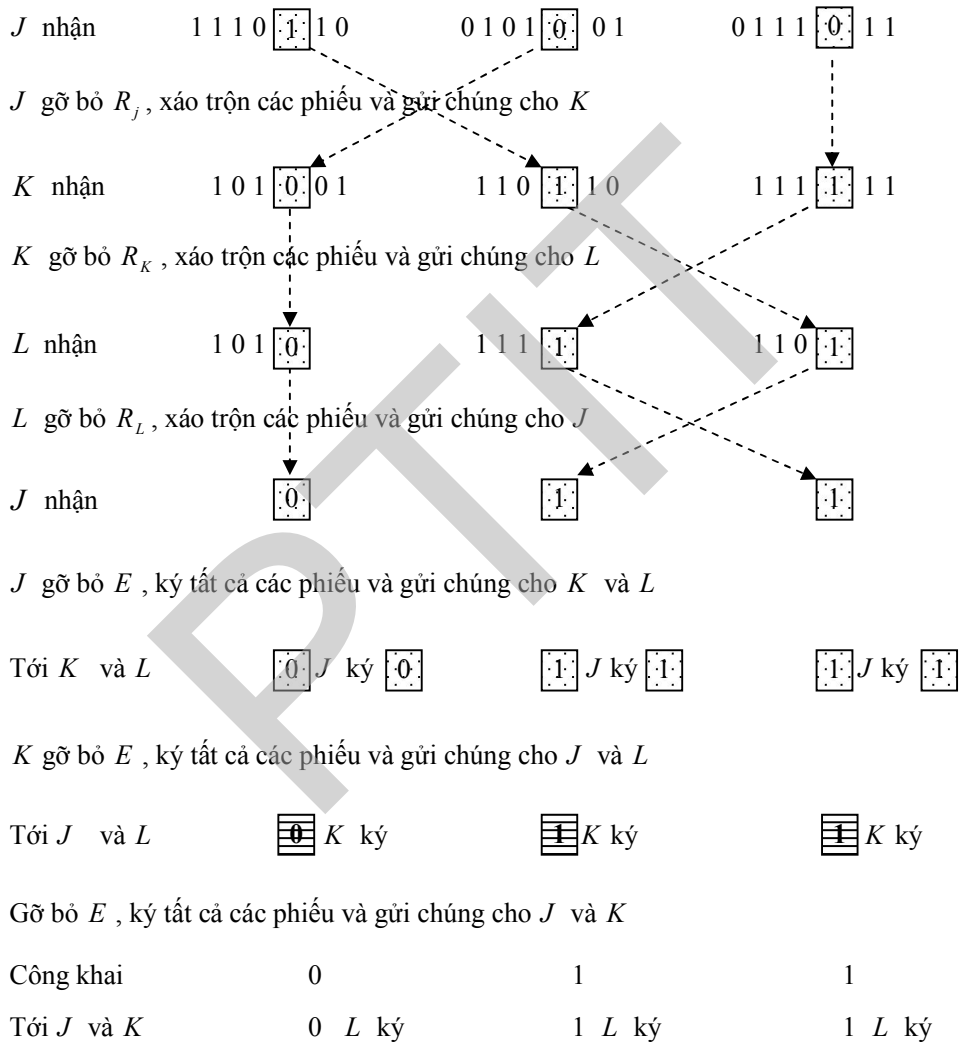 J nhận 1 1 1 0 1 1 0 0 1 0 1 0 0 1 0 1 1 1 0 1 1
J gỡ bỏ R_j , xáo trộn các phiếu và gửi chúng cho K
K nhận 1 0 1 0 0 1 1 1 0 1 1 0 1 1 1 1 1 1
K gỡ bỏ R_K , xáo trộn các phiếu và gửi chúng cho L
L nhận 1 0 1 0 1 1 1 1 1 1 0 1
L gỡ bỏ R_L , xáo trộn các phiếu và gửi chúng cho J
J nhận 0 1 1
J gỡ bỏ E , ký tất cả các phiếu và gửi chúng cho K và L
Tới K và L 0 J ký 0 1 J ký 1 1 J ký 1
K gỡ bỏ E , ký tất cả các phiếu và gửi chúng cho J và L
Tới J và L 0 K ký 1 K ký 1 K ký
Gỡ bỏ E , ký tất cả các phiếu và gửi chúng cho J và K
Công khai 0 1 1
Tới J và K 0 L ký 1 L ký 1 L ký
PTIT